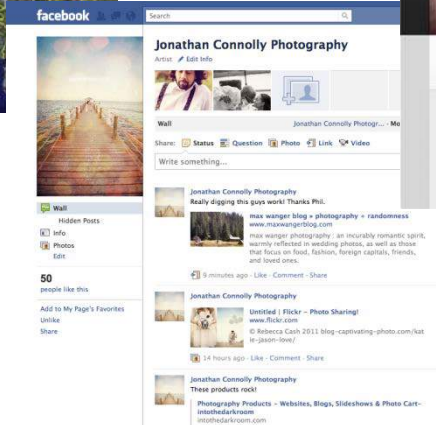 facebook
Search
Jonathan Connolly Photography
Artist Edit Info
Wall
Jonathan Connolly Photogr... · Mo
Share: Status Question Photo Link Video
Write something...
Wall
Hidden Posts
Info
Photos
Edit
50
people like this
Add to My Page's Favorites
Unlike
Share
Jonathan Connolly Photography
Really digging this guys work! Thanks Phil.
max wanger blog » photography + randomness
www.maxwangerblog.com
max wanger photography : an incurably romantic spirit,
warmly reflected in wedding photos, as well as those
that focus on food, fashion, foreign capitals, friends,
and loved ones.
9 minutes ago · Like · Comment · Share
Jonathan Connolly Photography
Untitled | Flickr - Photo Sharing!
www.flickr.com
© Rebecca Cash 2011 blog-captivating-photo.com/kat
ie-jason-love/
14 hours ago · Like · Comment · Share
Jonathan Connolly Photography
These products rock!
Photography Products - Websites, Blogs, Slideshows & Photo Cart-
intothedarkroom
intothedarkroom.com